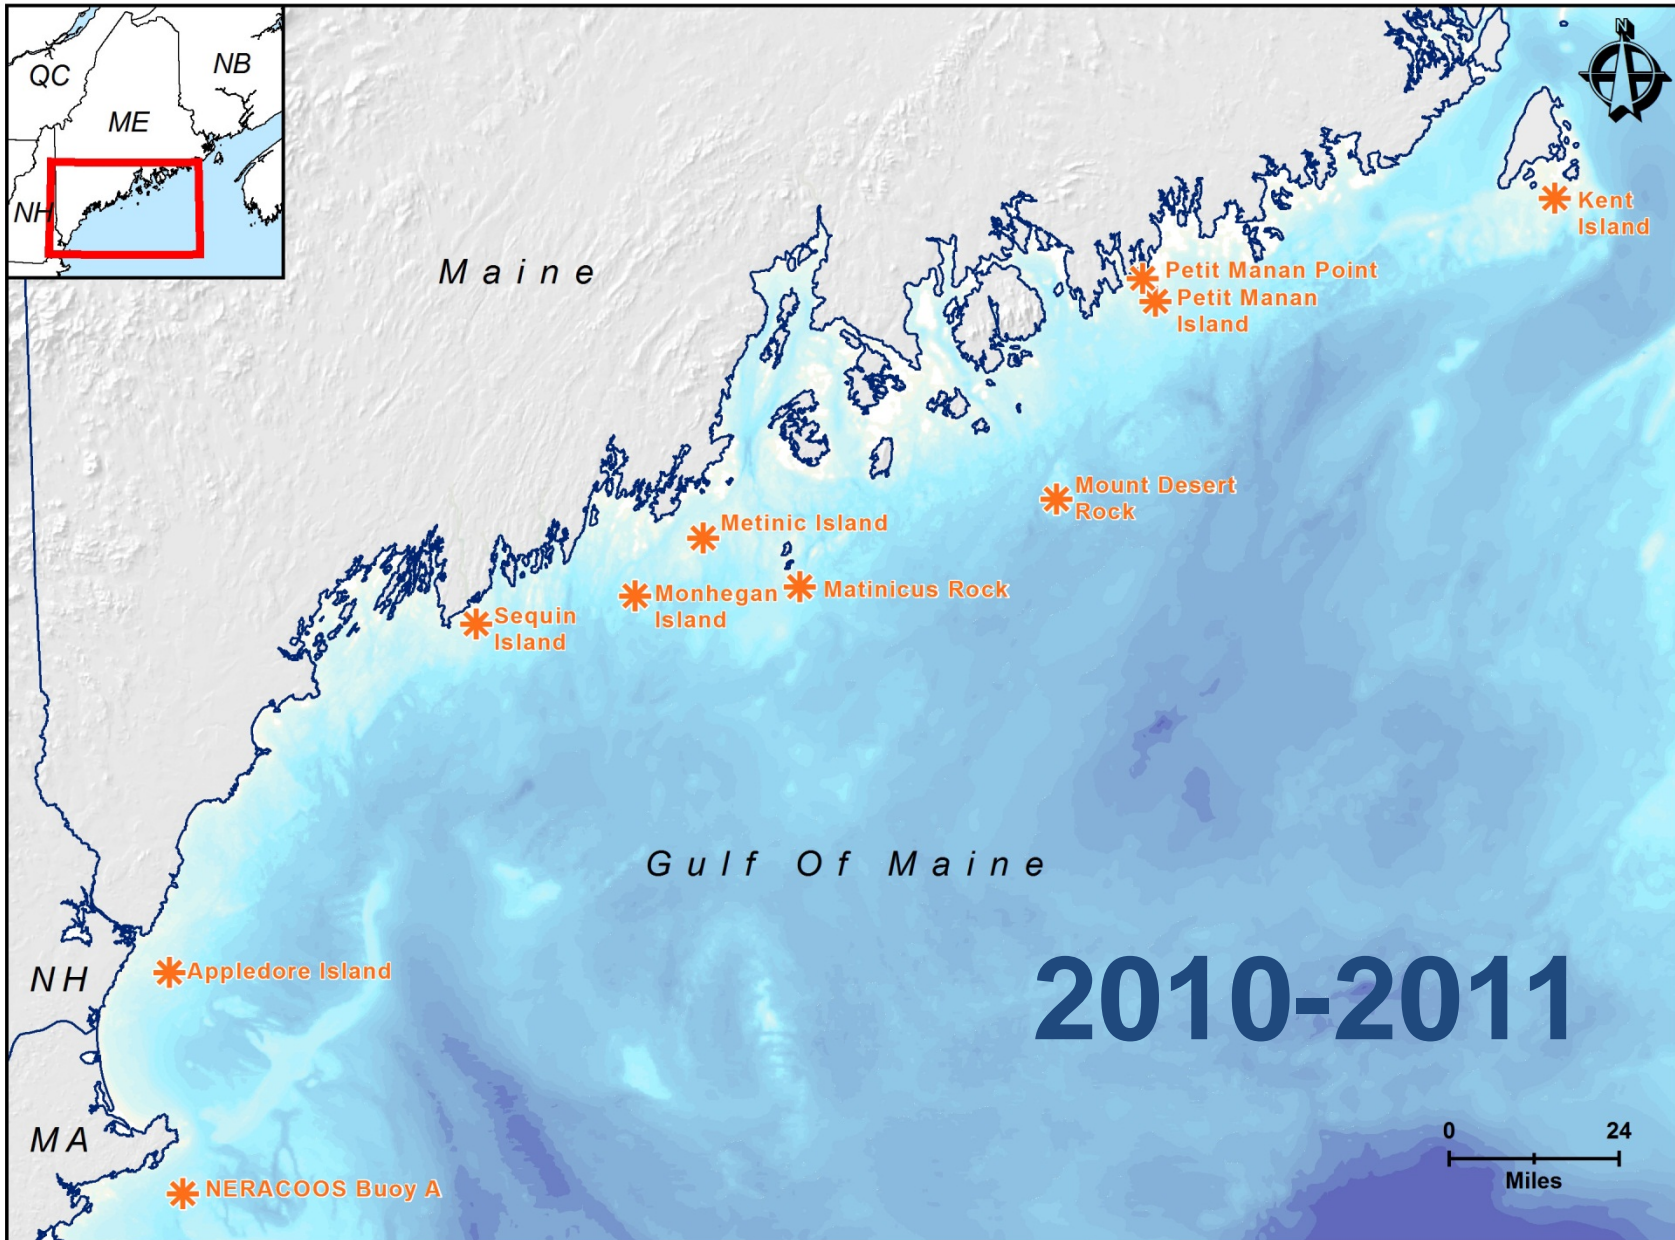 QC
NB
ME
NH
N
Kent
Island
Maine
Petit Manan Point
Petit Manan
Island
Mount Desert
Rock
Metinic Island
Monhegan
Island
Matinicus Rock
Sequin
Island
Gulf Of Maine
NH
Appledore Island
2010-2011
MA
NERACOOS Buoy A
0 24
Miles